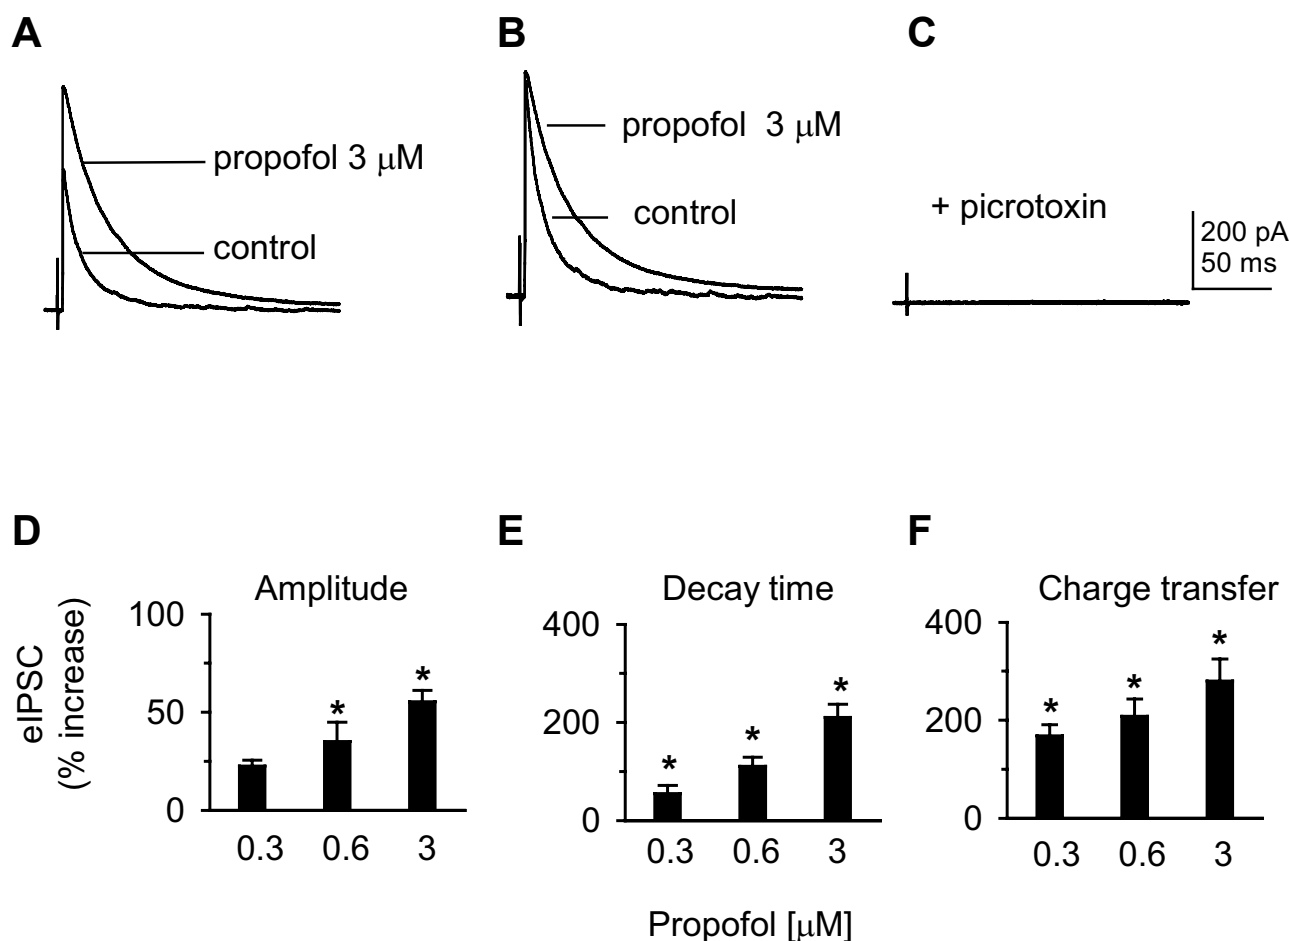 A
B
C
propofol 3 μM
control
propofol 3 μM
control
+ picrotoxin
200 pA
50 ms
D
E
F
Amplitude
Decay time
Charge transfer
eIPSC
(% increase)
100
50
0
*
*
0.3 0.6 3
400
200
0
*
*
*
0.3 0.6 3
400
200
0
*
*
*
0.3 0.6 3
Propofol [μM]